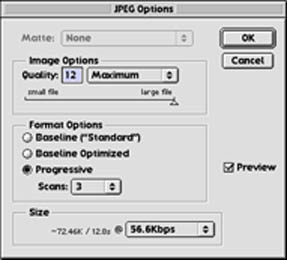 JPEG Options
Matte: None
OK
Cancel
Image Options
Quality: 12 Maximum
small file large file
Format Options
Baseline ("Standard")
Baseline Optimized
Progressive
Scans: 3
Preview
Size
~72.46K / 12.8s @ 56.6Kbps